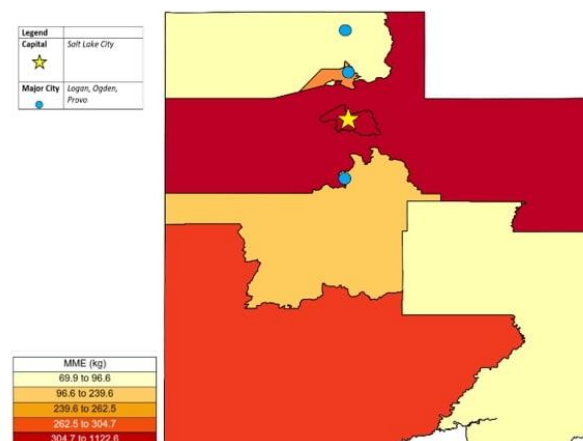 Legend
Capital Salt Lake City
Major City Logan, Ogden,
Provo
MME (kg)
69.9 to 96.6
96.6 to 239.6
239.6 to 262.5
262.5 to 304.7
304.7 to 1122.6